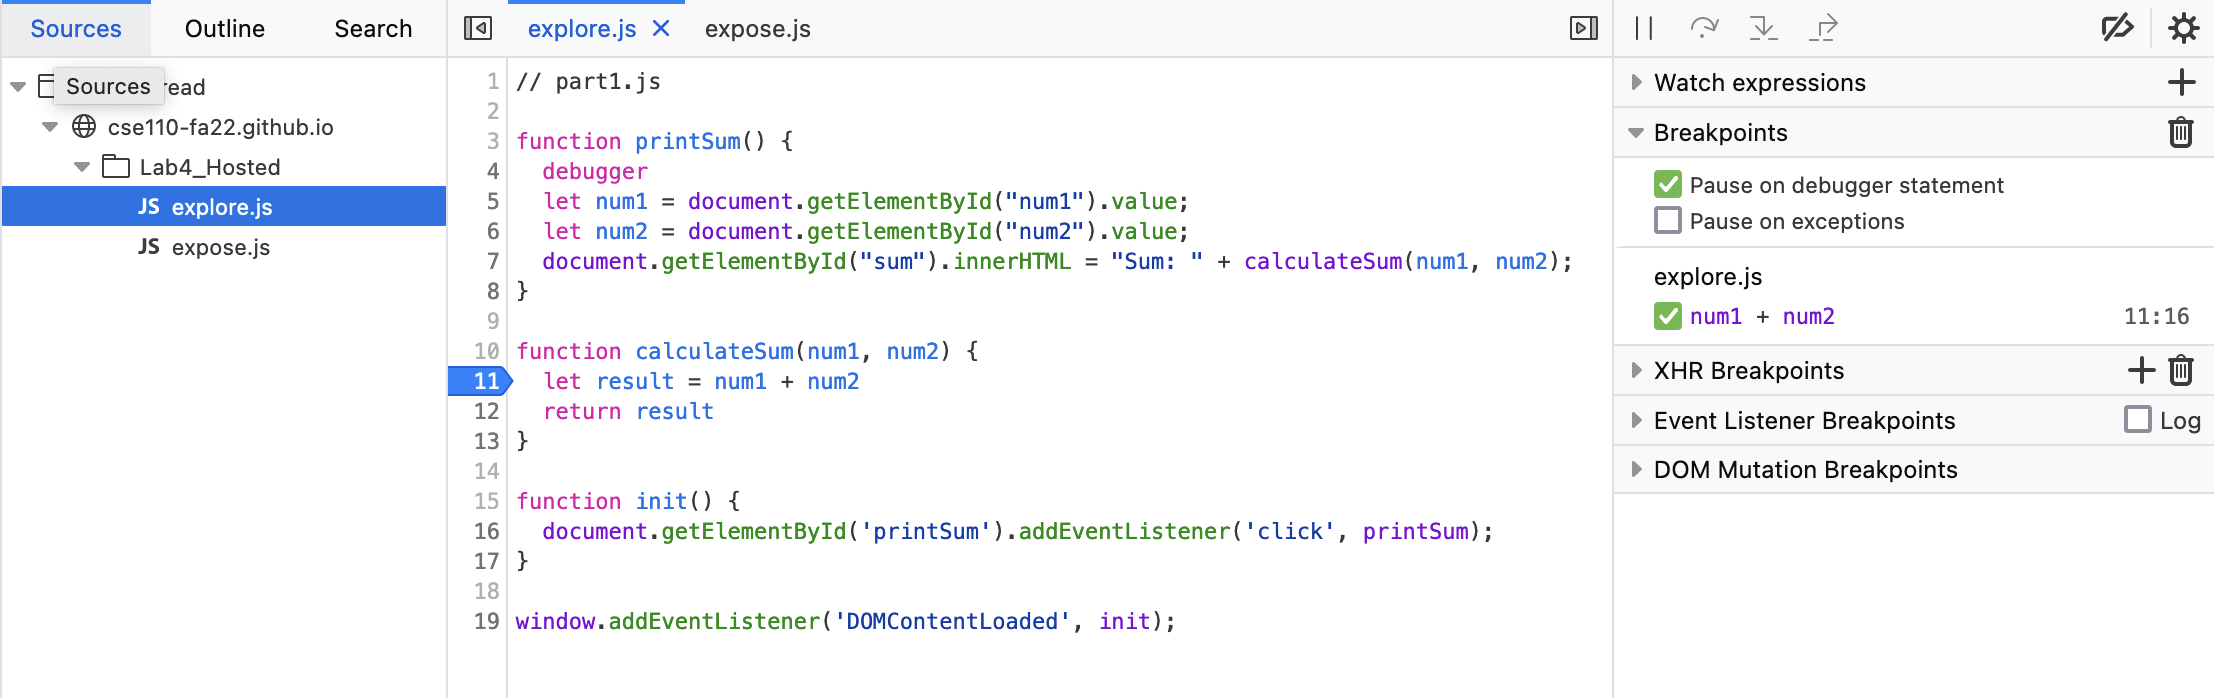 Sources Outline Search
Sources read
cse110-fa22.github.io
Lab4_Hosted
JS explore.js
JS expose.js
explore.js expose.js
1 // part1.js
2
3 function printSum() {
4   debugger
5   let num1 = document.getElementById("num1").value;
6   let num2 = document.getElementById("num2").value;
7   document.getElementById("sum").innerHTML = "Sum: " + calculateSum(num1, num2);
8 }
9
10 function calculateSum(num1, num2) {
11   let result = num1 + num2
12   return result
13 }
14
15 function init() {
16   document.getElementById('printSum').addEventListener('click', printSum);
17 }
18
19 window.addEventListener('DOMContentLoaded', init);
Watch expressions
Breakpoints
Pause on debugger statement
Pause on exceptions
explore.js
num1 + num2 11:16
XHR Breakpoints
Event Listener Breakpoints Log
DOM Mutation Breakpoints